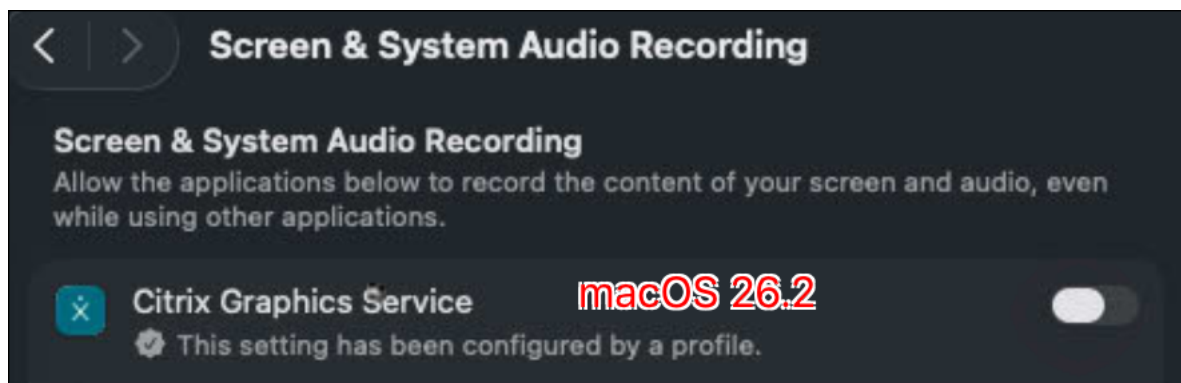 Screen & System Audio Recording
Screen & System Audio Recording
Allow the applications below to record the content of your screen and audio, even
while using other applications.
Citrix Graphics Service
macOS 26.2
This setting has been configured by a profile.